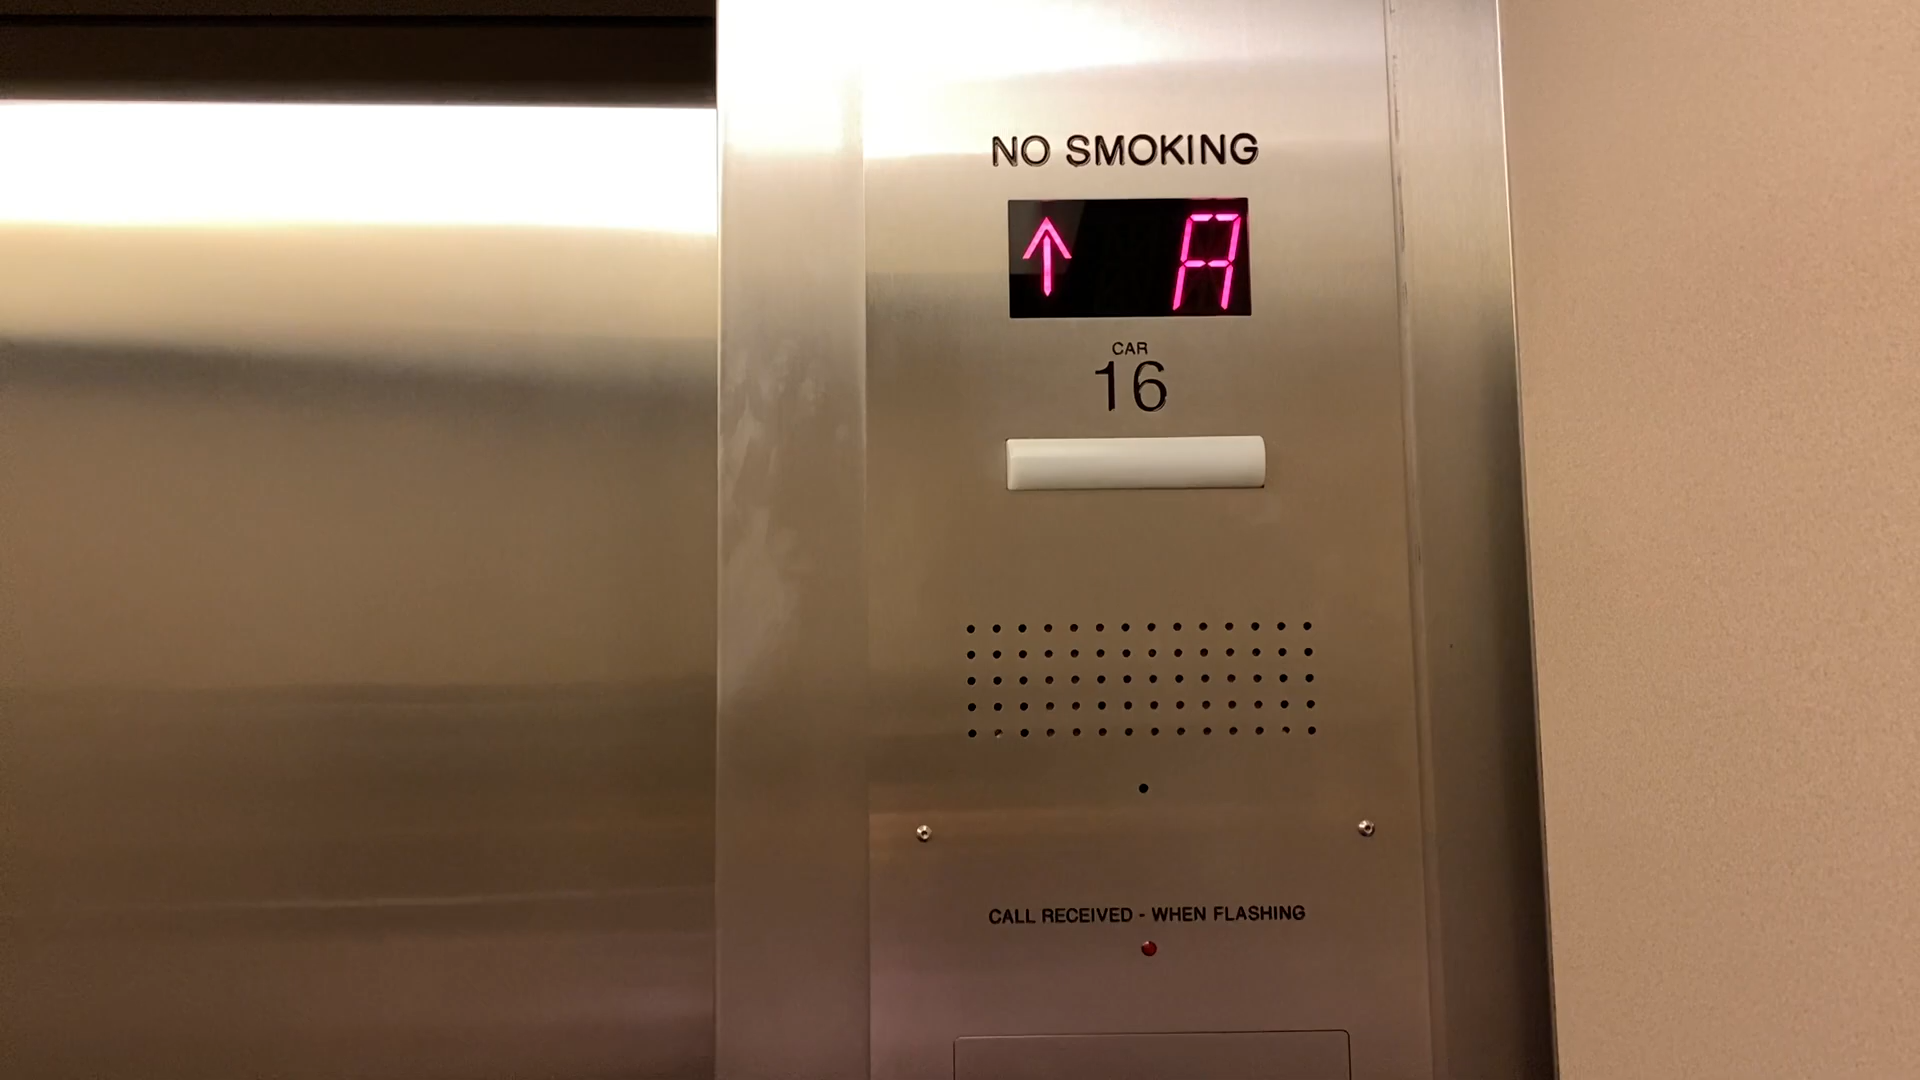 NO SMOKING
↑ A
CAR
16
CALL RECEIVED - WHEN FLASHING